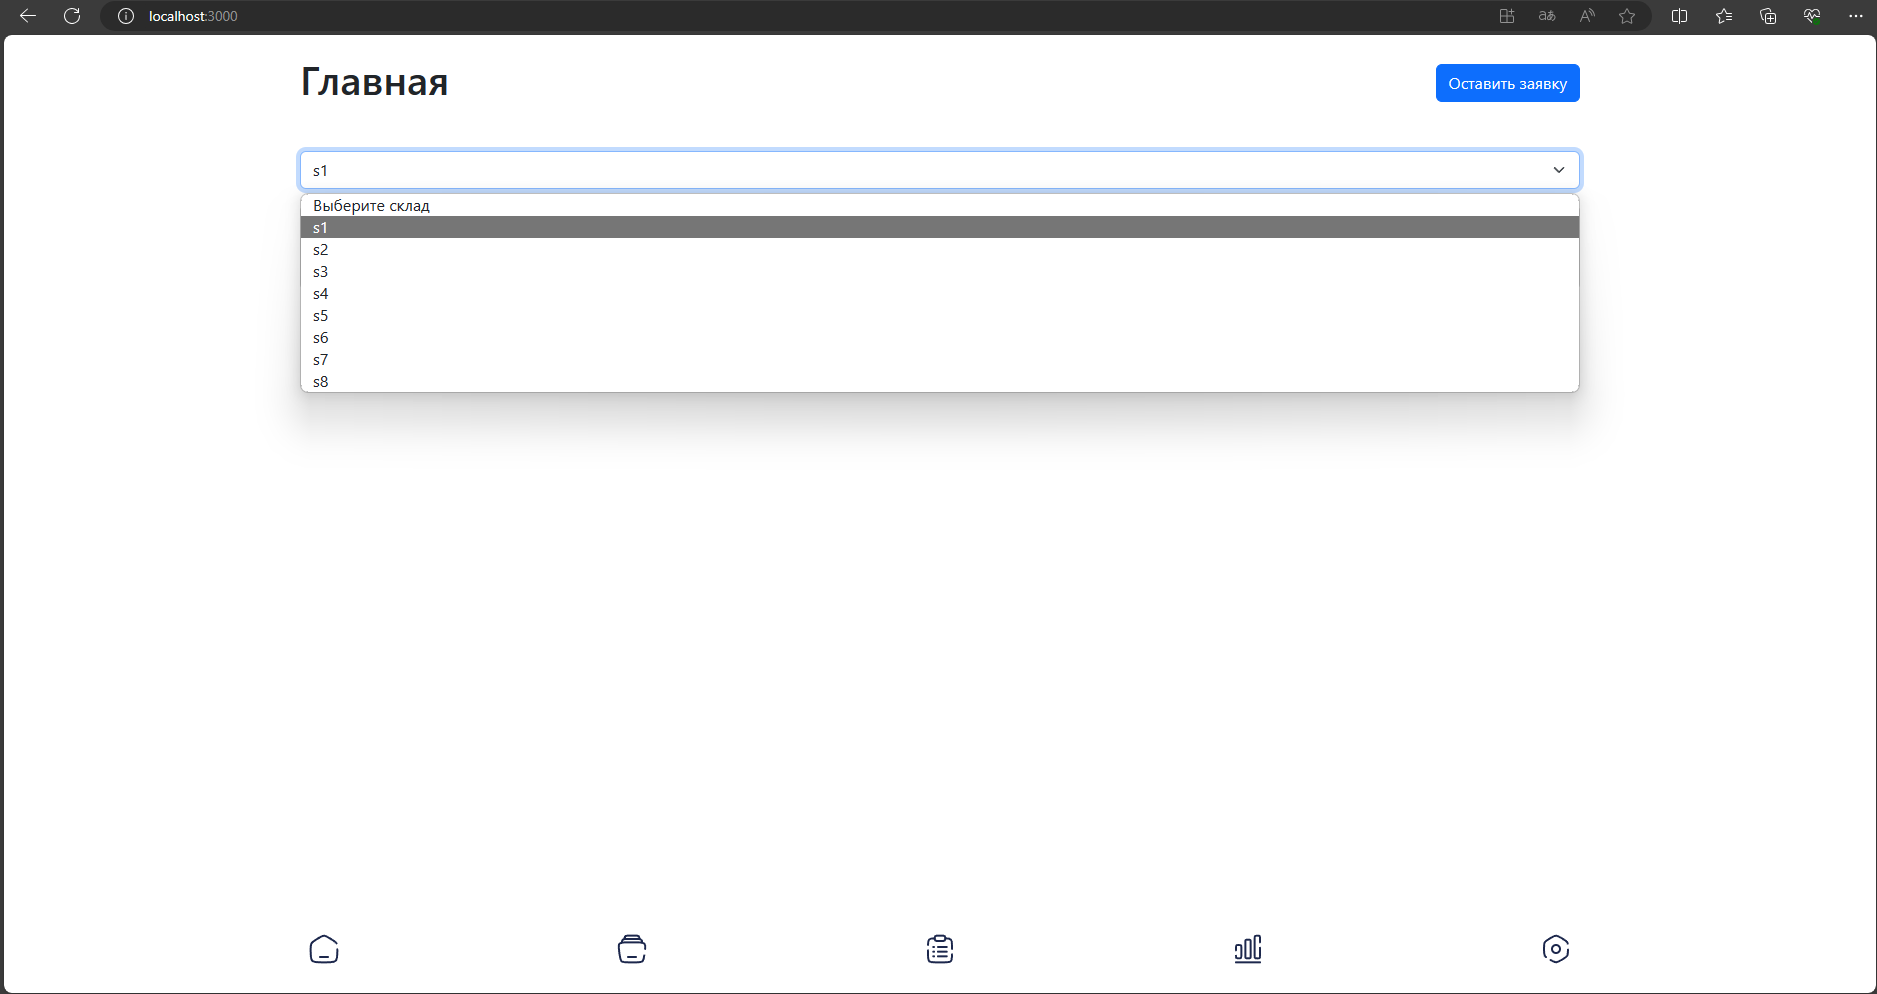 localhost:3000
Главная
Оставить заявку
s1
Выберите склад
s1
s2
s3
s4
s5
s6
s7
s8